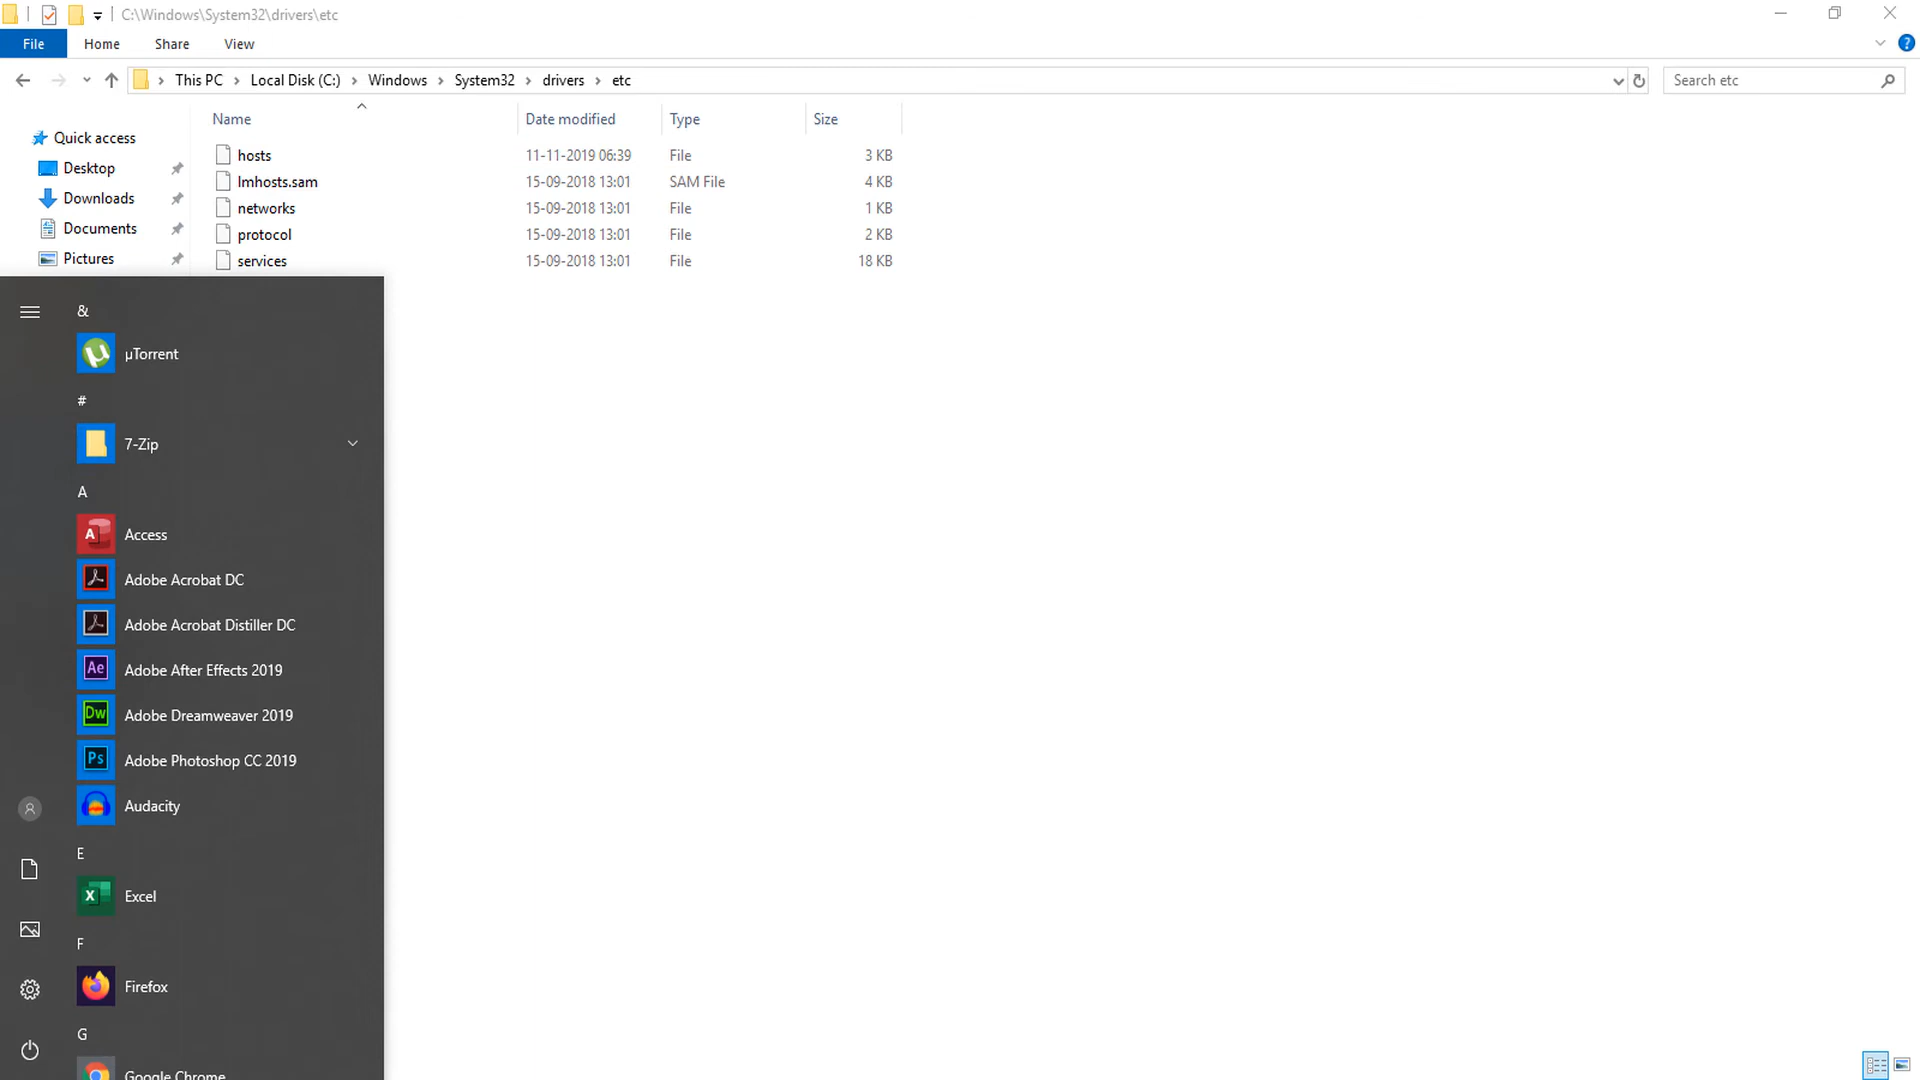 C:\Windows\System32\drivers\etc
File Home Share View
This PC Local Disk (C:) Windows System32 drivers etc
Search etc
Name Date modified Type Size
Quick access
Desktop
Downloads
Documents
Pictures
hosts 11-11-2019 06:39 File 3 KB
lmhosts.sam 15-09-2018 13:01 SAM File 4 KB
networks 15-09-2018 13:01 File 1 KB
protocol 15-09-2018 13:01 File 2 KB
services 15-09-2018 13:01 File 18 KB
&
µTorrent
#
7-Zip
A
Access
Adobe Acrobat DC
Adobe Acrobat Distiller DC
Ae Adobe After Effects 2019
Dw Adobe Dreamweaver 2019
Ps Adobe Photoshop CC 2019
Audacity
E
Excel
F
Firefox
G
Google Chrome